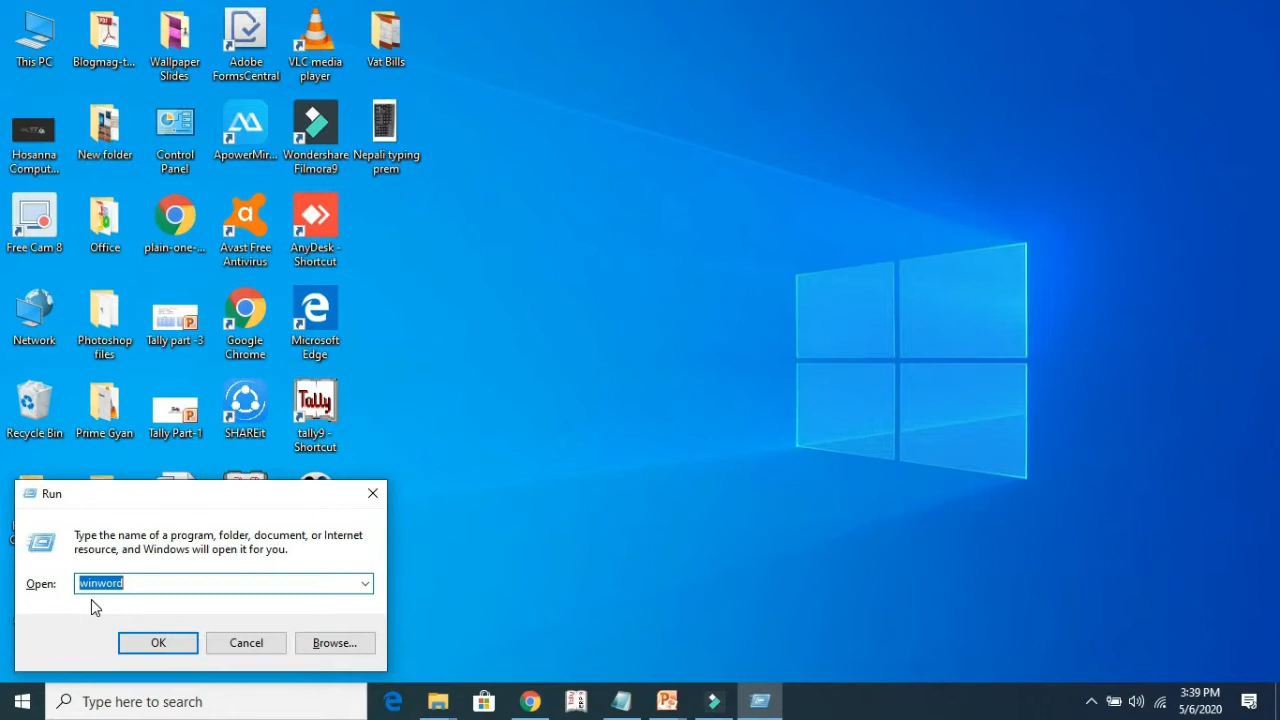 This PC
Blogmag-t...
Wallpaper
Slides
Adobe
FormsCentral
VLC media
player
Vat Bills
Hosanna
Comput...
New folder
Control
Panel
ApowerMir...
Wondershare
Filmora9
Nepali typing
prem
Free Cam 8
Office
plain-one-...
Avast Free
Antivirus
AnyDesk -
Shortcut
Network
Photoshop
files
Tally part -3
Google
Chrome
Microsoft
Edge
Recycle Bin
Prime Gyan
Tally Part-1
SHAREit
Tally
tally9 -
Shortcut
Run
Type the name of a program, folder, document, or Internet
resource, and Windows will open it for you.
Open:
winword
OK
Cancel
Browse...
Type here to search
3:39 PM
5/6/2020